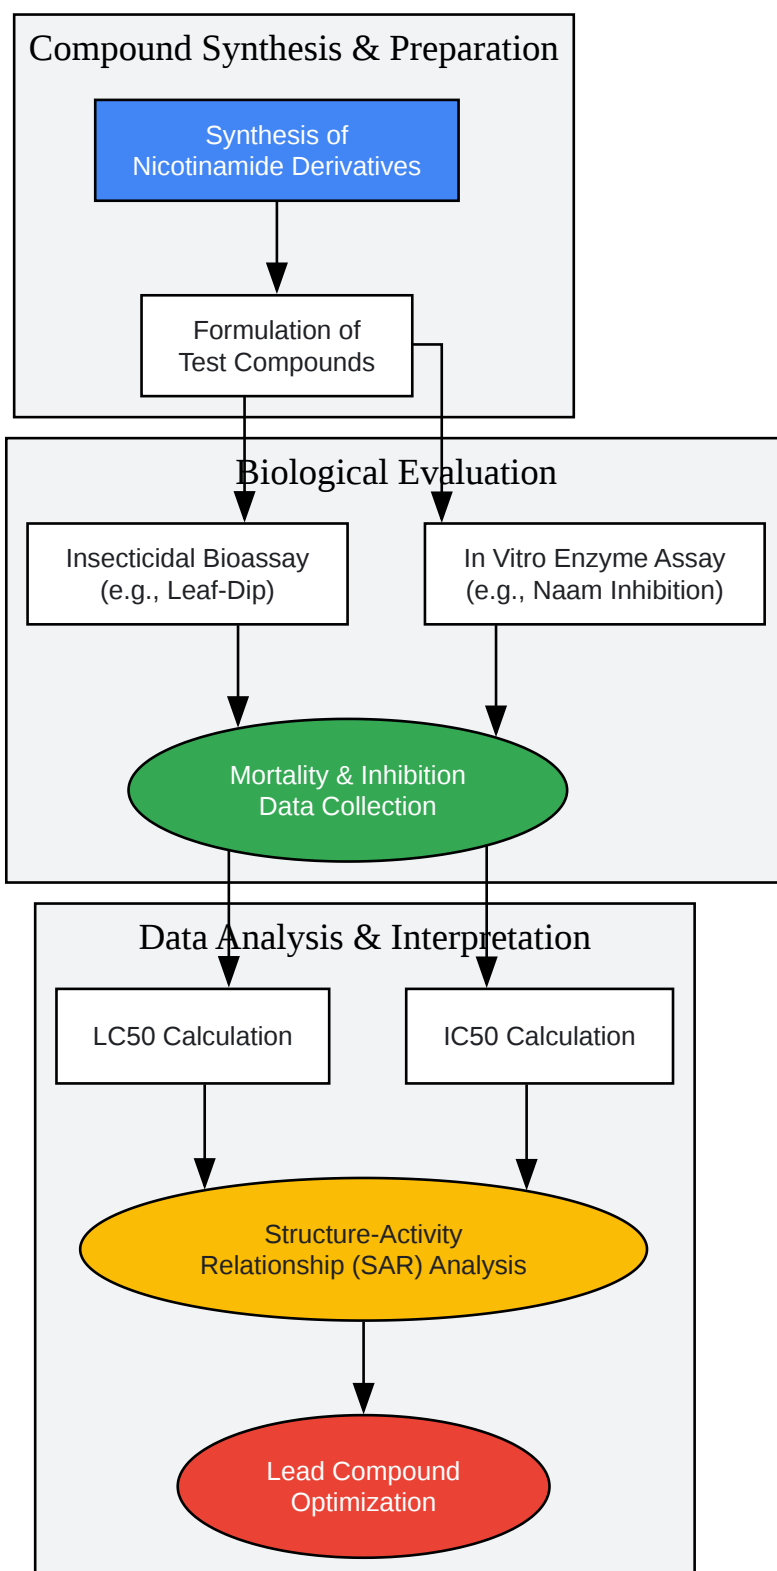 Compound Synthesis & Preparation
Synthesis of
Nicotinamide Derivatives
Formulation of
Test Compounds
Biological Evaluation
Insecticidal Bioassay
(e.g., Leaf-Dip)
In Vitro Enzyme Assay
(e.g., Naam Inhibition)
Mortality & Inhibition
Data Collection
Data Analysis & Interpretation
LC50 Calculation
IC50 Calculation
Structure-Activity
Relationship (SAR) Analysis
Lead Compound
Optimization